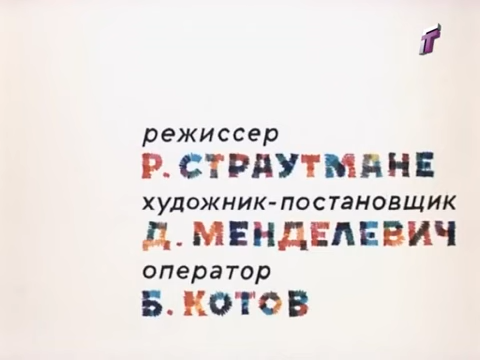 режиссер
Р. СТРАУТМАНЕ
художник-постановщик
Д. МЕНДЕЛЕВИЧ
оператор
Б. КОТОВ